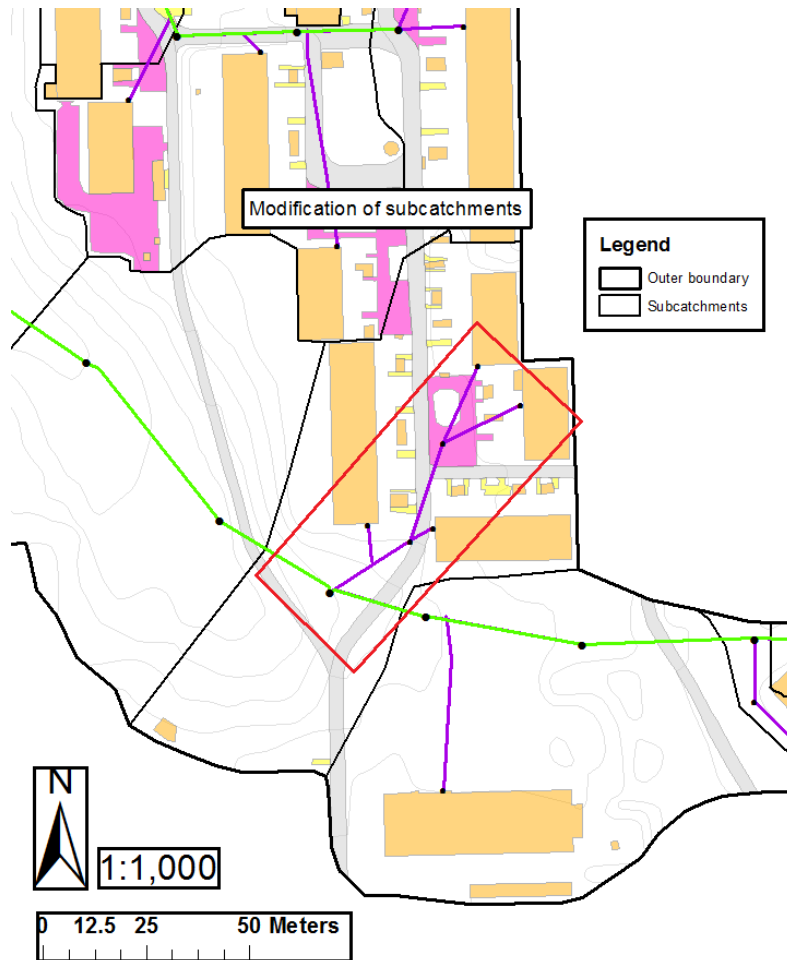 Modification of subcatchments
Legend
Outer boundary
Subcatchments
N
1:1,000
0 12.5 25 50 Meters